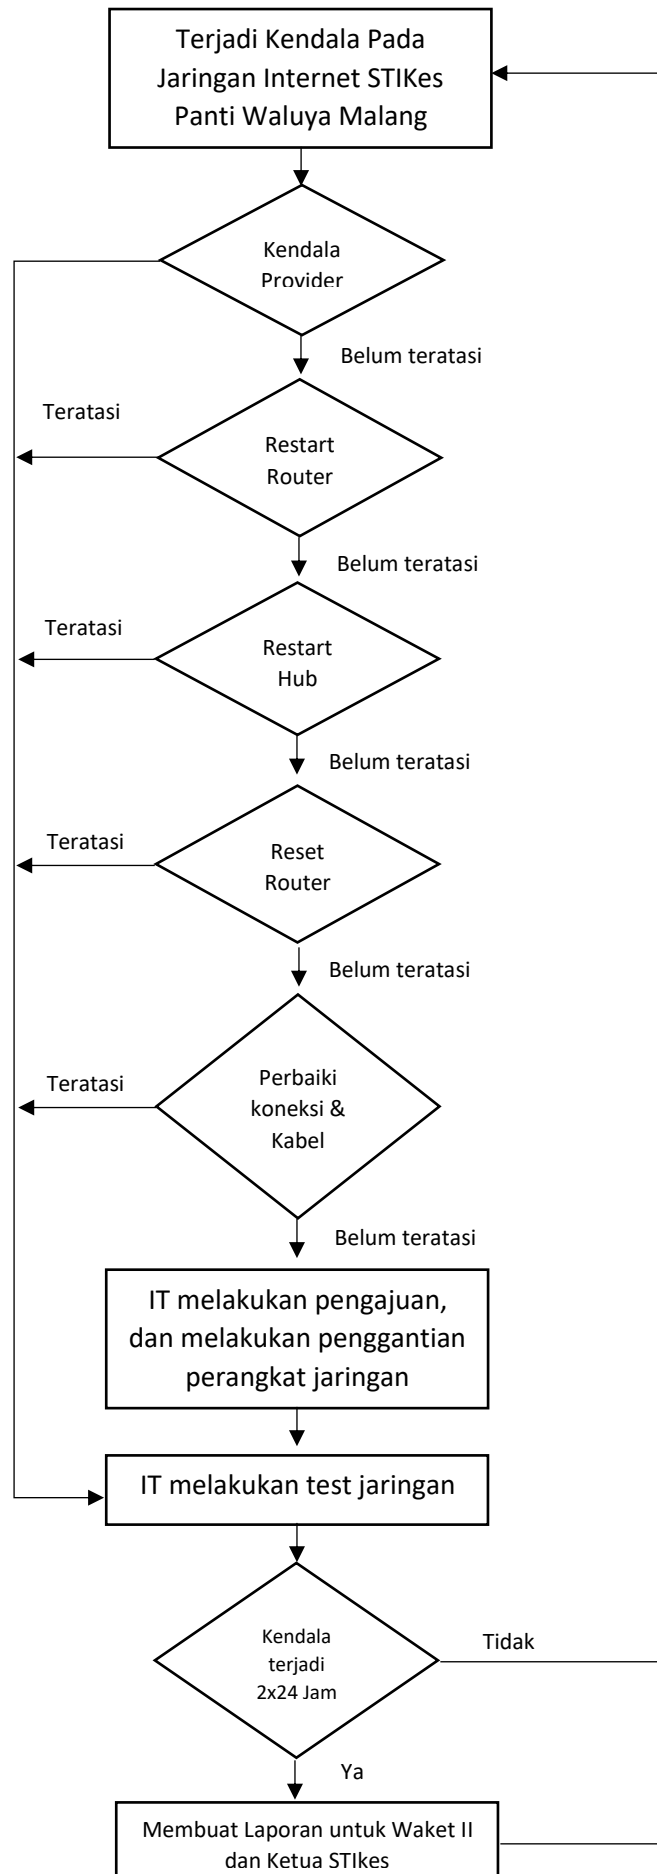 Terjadi Kendala Pada
Jaringan Internet STIKes
Panti Waluya Malang
Kendala
Provider
Belum teratasi
Teratasi
Restart
Router
Belum teratasi
Teratasi
Restart
Hub
Belum teratasi
Teratasi
Reset
Router
Belum teratasi
Teratasi
Perbaiki
koneksi &
Kabel
Belum teratasi
IT melakukan pengajuan,
dan melakukan penggantian
perangkat jaringan
IT melakukan test jaringan
Kendala
terjadi
2x24 Jam
Tidak
Ya
Membuat Laporan untuk Waket II
dan Ketua STIkes